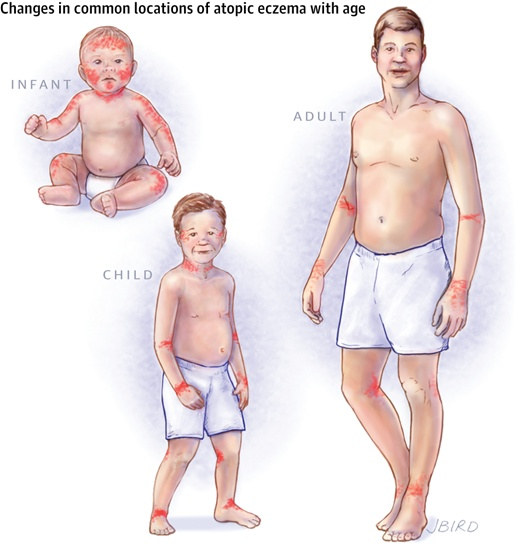 Changes in common locations of atopic eczema with age
INFANT
ADULT
CHILD
JBIRD